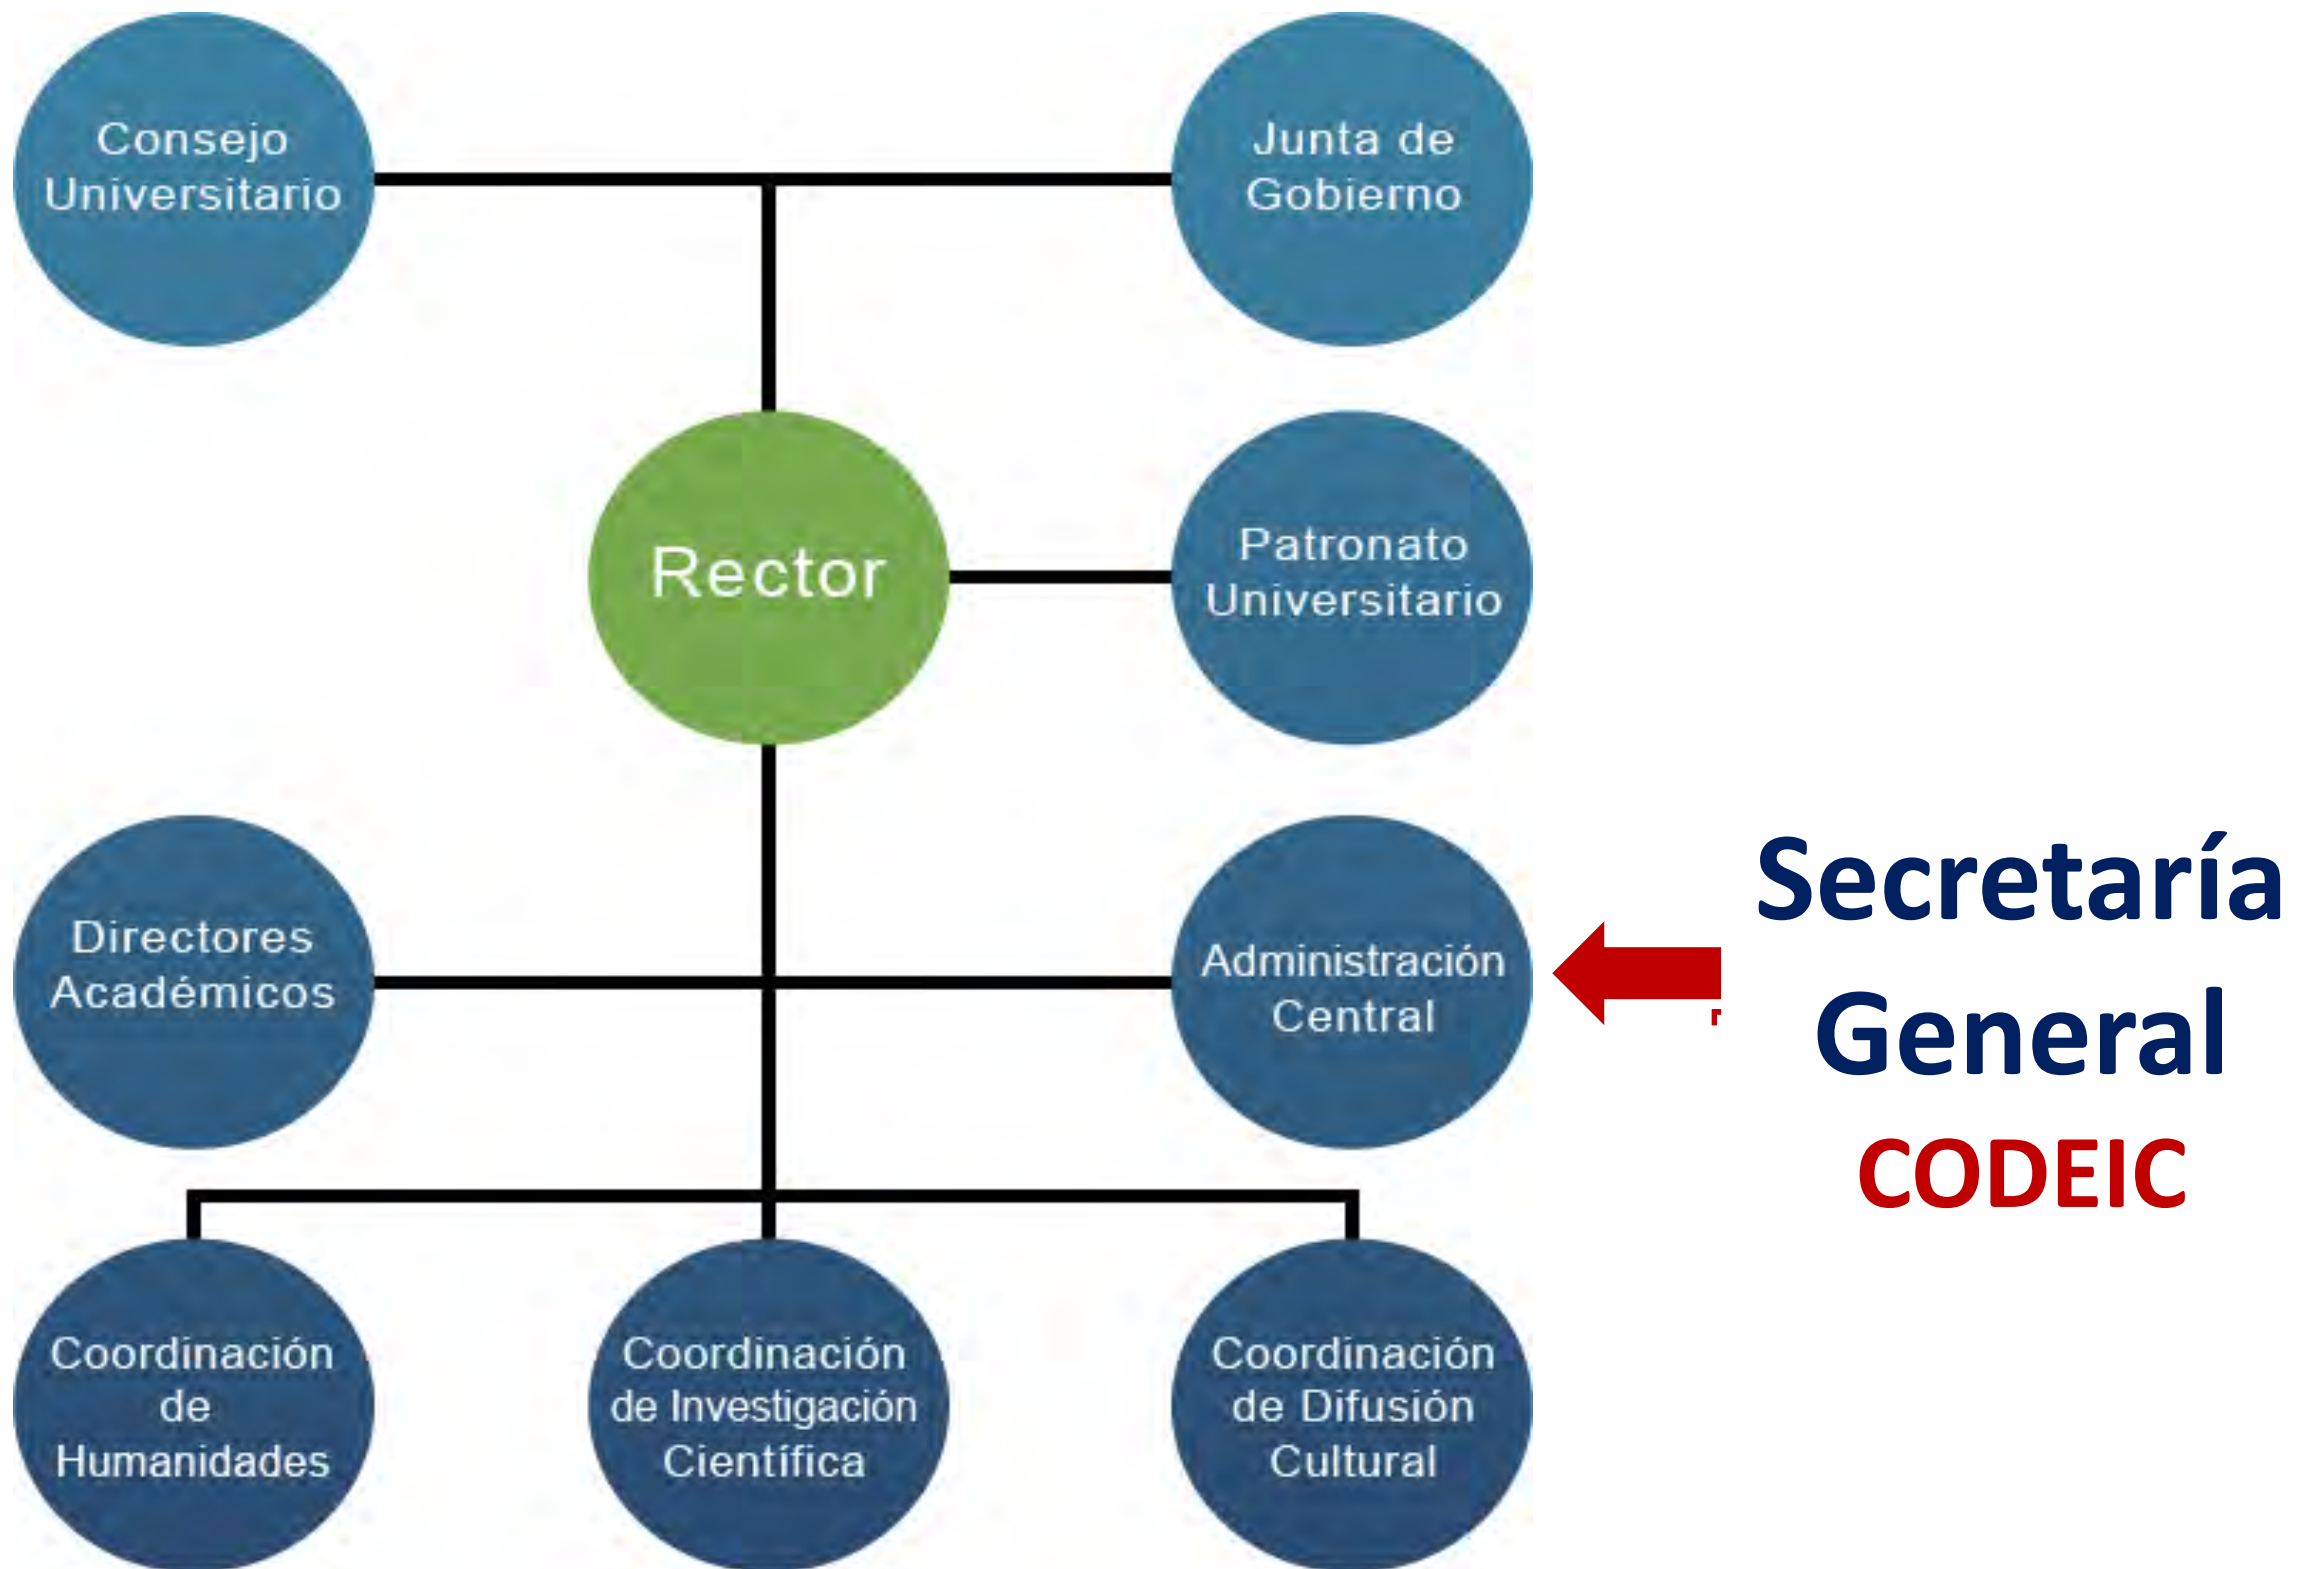 Consejo
Universitario
Junta de
Gobierno
Rector
Patronato
Universitario
Directores
Académicos
Administración
Central
Secretaría
General
CODEIC
Coordinación
de
Humanidades
Coordinación
de Investigación
Científica
Coordinación
de Difusión
Cultural